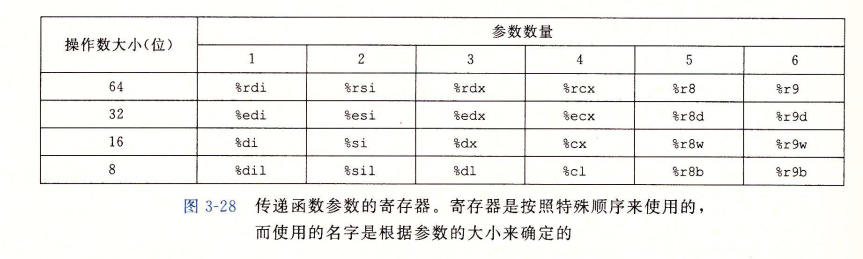 操作数大小(位) 参数数量
1 2 3 4 5 6
64 %rdi %rsi %rdx %rcx %r8 %r9
32 %edi %esi %edx %ecx %r8d %r9d
16 %di %si %dx %cx %r8w %r9w
8 %dil %sil %dl %cl %r8b %r9b
图 3-28 传递函数参数的寄存器。寄存器是按照特殊顺序来使用的，
而使用的名字是根据参数的大小来确定的